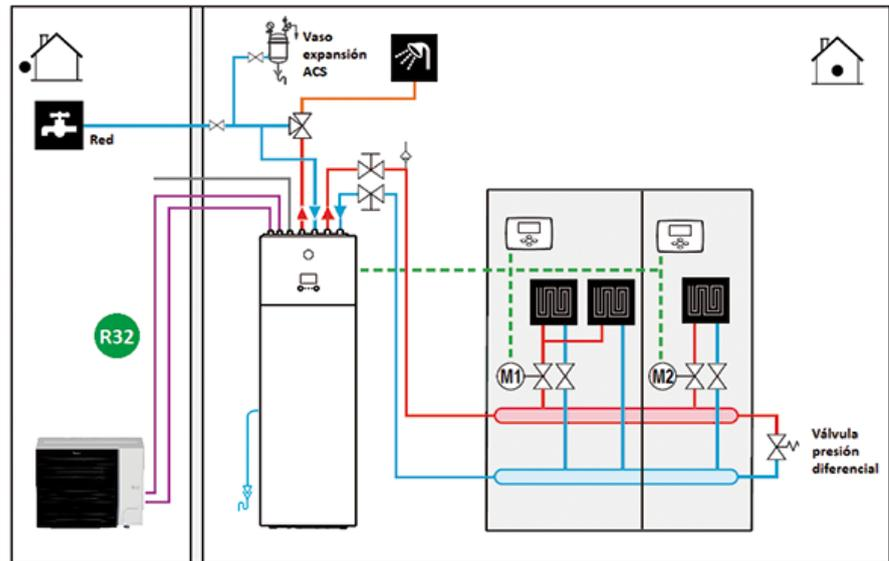 Vaso
expansión
ACS
Red
R32
M1
M2
Válvula
presión
diferencial